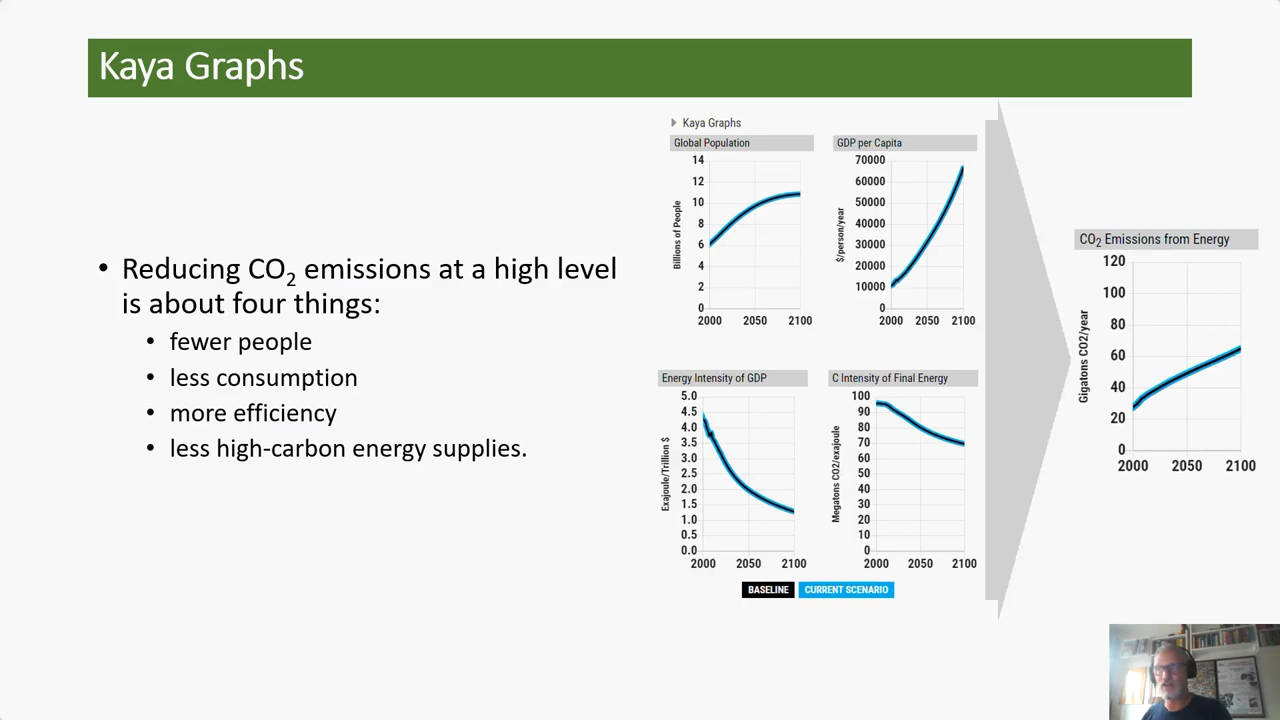 Kaya Graphs
• Reducing CO2 emissions at a high level
is about four things:
• fewer people
• less consumption
• more efficiency
• less high-carbon energy supplies.
Kaya Graphs
Global Population
Billions of People
14
12
10
8
6
4
2
0
2000 2050 2100
GDP per Capita
$/person/year
70000
60000
50000
40000
30000
20000
10000
0
2000 2050 2100
Energy Intensity of GDP
Exajoule/Trillion $
5.0
4.5
4.0
3.5
3.0
2.5
2.0
1.5
1.0
0.5
0.0
2000 2050 2100
C Intensity of Final Energy
Megatons CO2/exajoule
100
90
80
70
60
50
40
30
20
10
0
2000 2050 2100
BASELINE CURRENT SCENARIO
CO2 Emissions from Energy
Gigatons CO2/year
120
100
80
60
40
20
0
2000 2050 2100